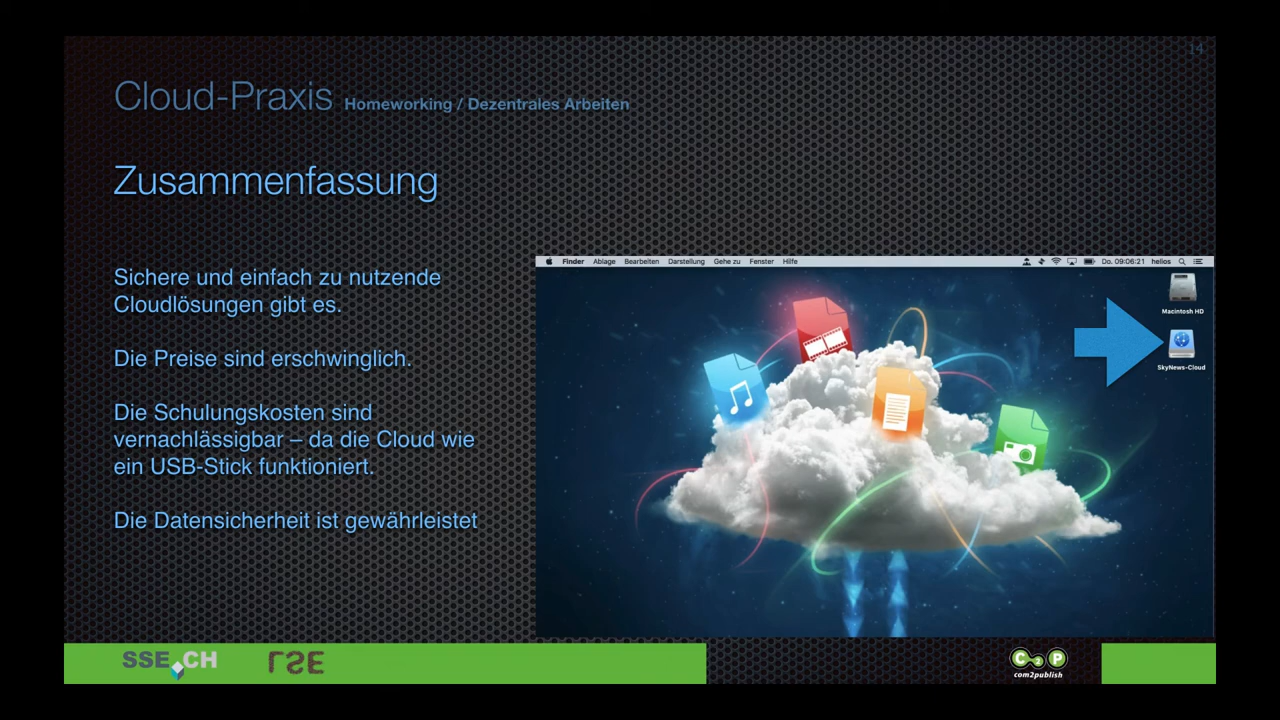 14
Cloud-Praxis Homeworking / Dezentrales Arbeiten
Zusammenfassung
Sichere und einfach zu nutzende
Cloudlösungen gibt es.
Die Preise sind erschwinglich.
Die Schulungskosten sind
vernachlässigbar – da die Cloud wie
ein USB-Stick funktioniert.
Die Datensicherheit ist gewährleistet
Finder Ablage Bearbeiten Darstellung Gehe zu Fenster Hilfe Do. 09:06:21 helios
Macintosh HD
SkyNews-Cloud
SSE.CH
C2P
com2publish